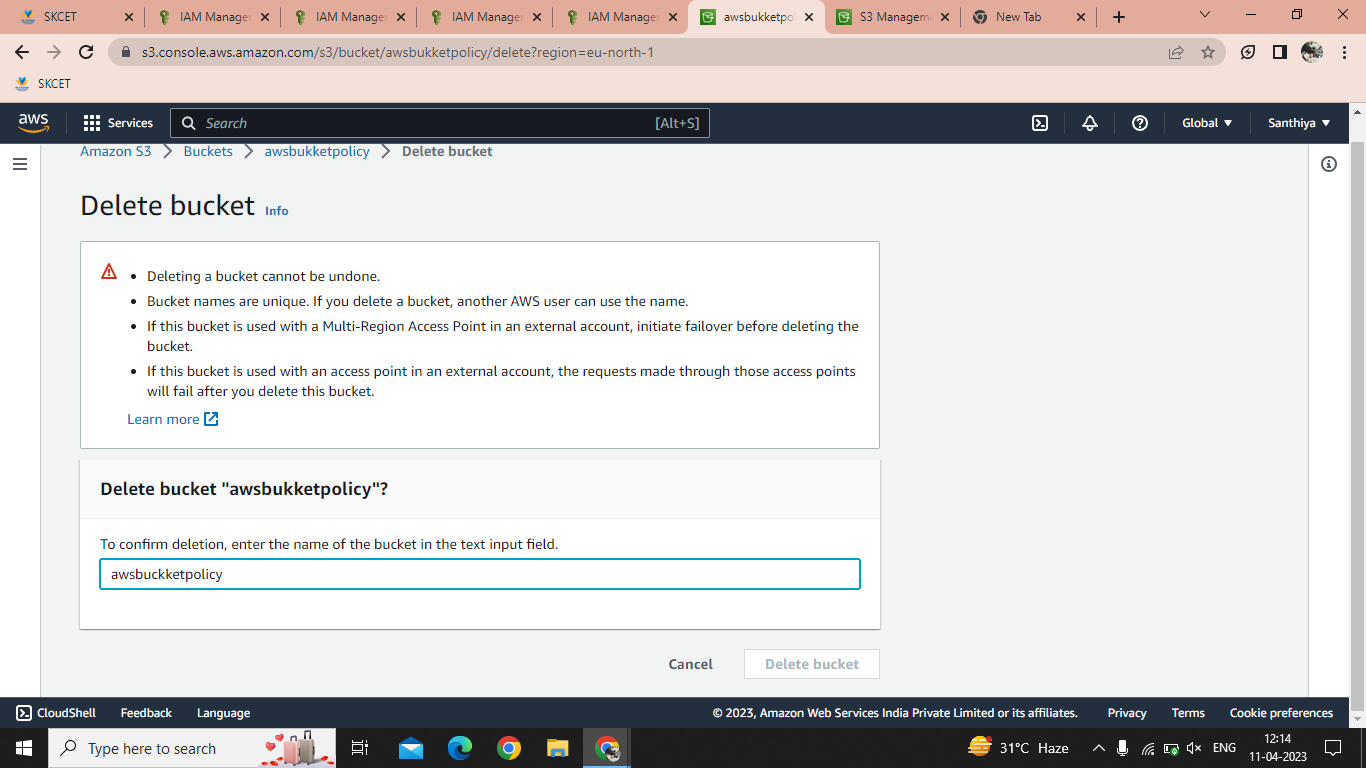 SKCET
IAM Manage
IAM Manage
IAM Manage
IAM Manage
awsbukketpo
S3 Managem
New Tab
s3.console.aws.amazon.com/s3/bucket/awsbukketpolicy/delete?region=eu-north-1
SKCET
aws Services Search [Alt+S] Global Santhiya
Amazon S3 Buckets awsbukketpolicy Delete bucket
Delete bucket Info
• Deleting a bucket cannot be undone.
• Bucket names are unique. If you delete a bucket, another AWS user can use the name.
• If this bucket is used with a Multi-Region Access Point in an external account, initiate failover before deleting the
bucket.
• If this bucket is used with an access point in an external account, the requests made through those access points
will fail after you delete this bucket.
Learn more
Delete bucket "awsbukketpolicy"?
To confirm deletion, enter the name of the bucket in the text input field.
awsbuckketpolicy
Cancel Delete bucket
CloudShell Feedback Language © 2023, Amazon Web Services India Private Limited or its affiliates. Privacy Terms Cookie preferences
Type here to search 31°C Haze ENG 12:14
11-04-2023